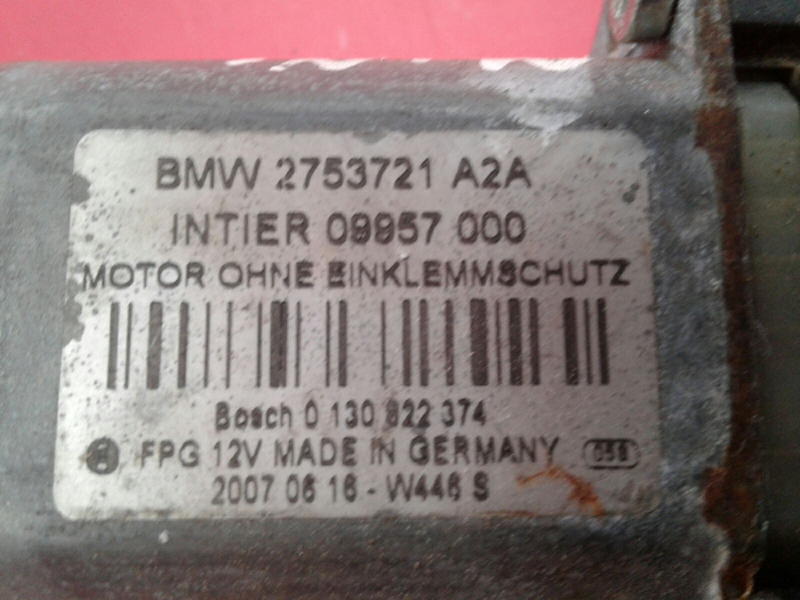 BMW 2753721 A2A
INTIER 09957 000
MOTOR OHNE EINKLEMMSCHUTZ
Bosch 0 130 822 374
FPG 12V MADE IN GERMANY
2007 06 16 - W446 S